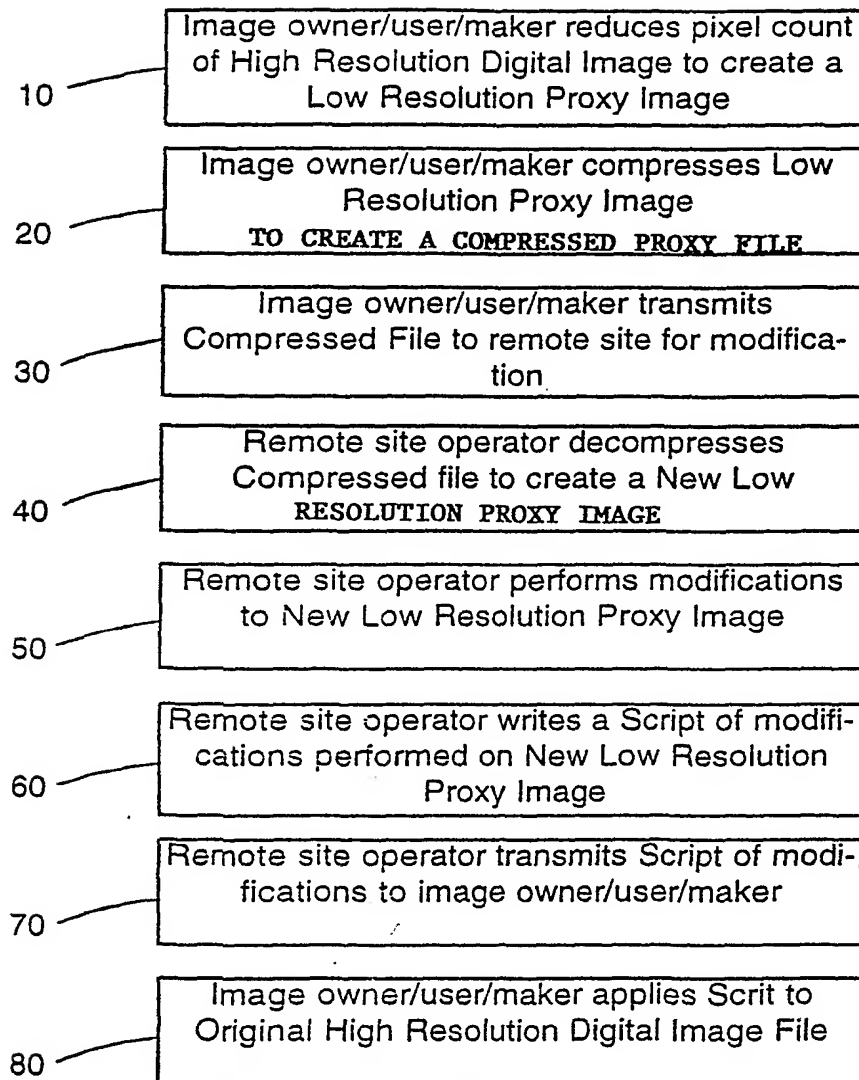 Image owner/user/maker reduces pixel count
of High Resolution Digital Image to create a
Low Resolution Proxy Image
10
Image owner/user/maker compresses Low
Resolution Proxy Image
TO CREATE A COMPRESSED PROXY FILE
20
Image owner/user/maker transmits
Compressed File to remote site for modifica-
tion
30
Remote site operator decompresses
Compressed file to create a New Low
RESOLUTION PROXY IMAGE
40
Remote site operator performs modifications
to New Low Resolution Proxy Image
50
Remote site operator writes a Script of modifi-
cations performed on New Low Resolution
Proxy Image
60
Remote site operator transmits Script of modi-
fications to image owner/user/maker
70
Image owner/user/maker applies Scrit to
Original High Resolution Digital Image File
80